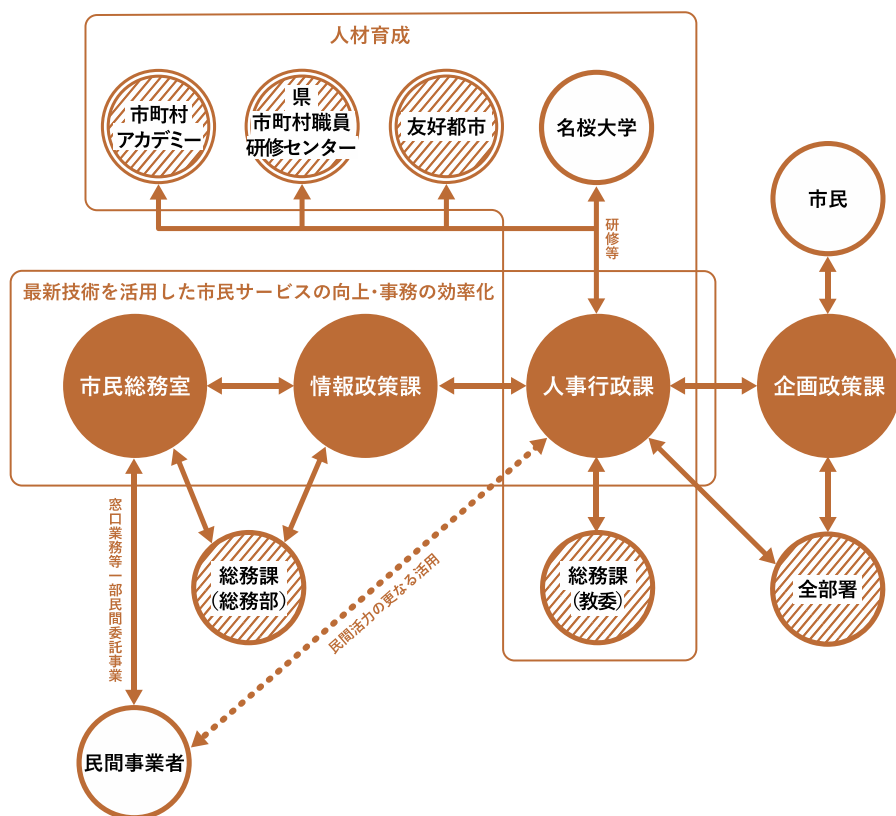 人材育成
市町村
アカデミー
県
市町村職員
研修センター
友好都市
名桜大学
市民
研修等
最新技術を活用した市民サービスの向上・事務の効率化
市民総務室
情報政策課
人事行政課
企画政策課
窓口業務等一部民間委託事業
総務課
（総務部）
民間活力の更なる活用
総務課
（教委）
全部署
民間事業者